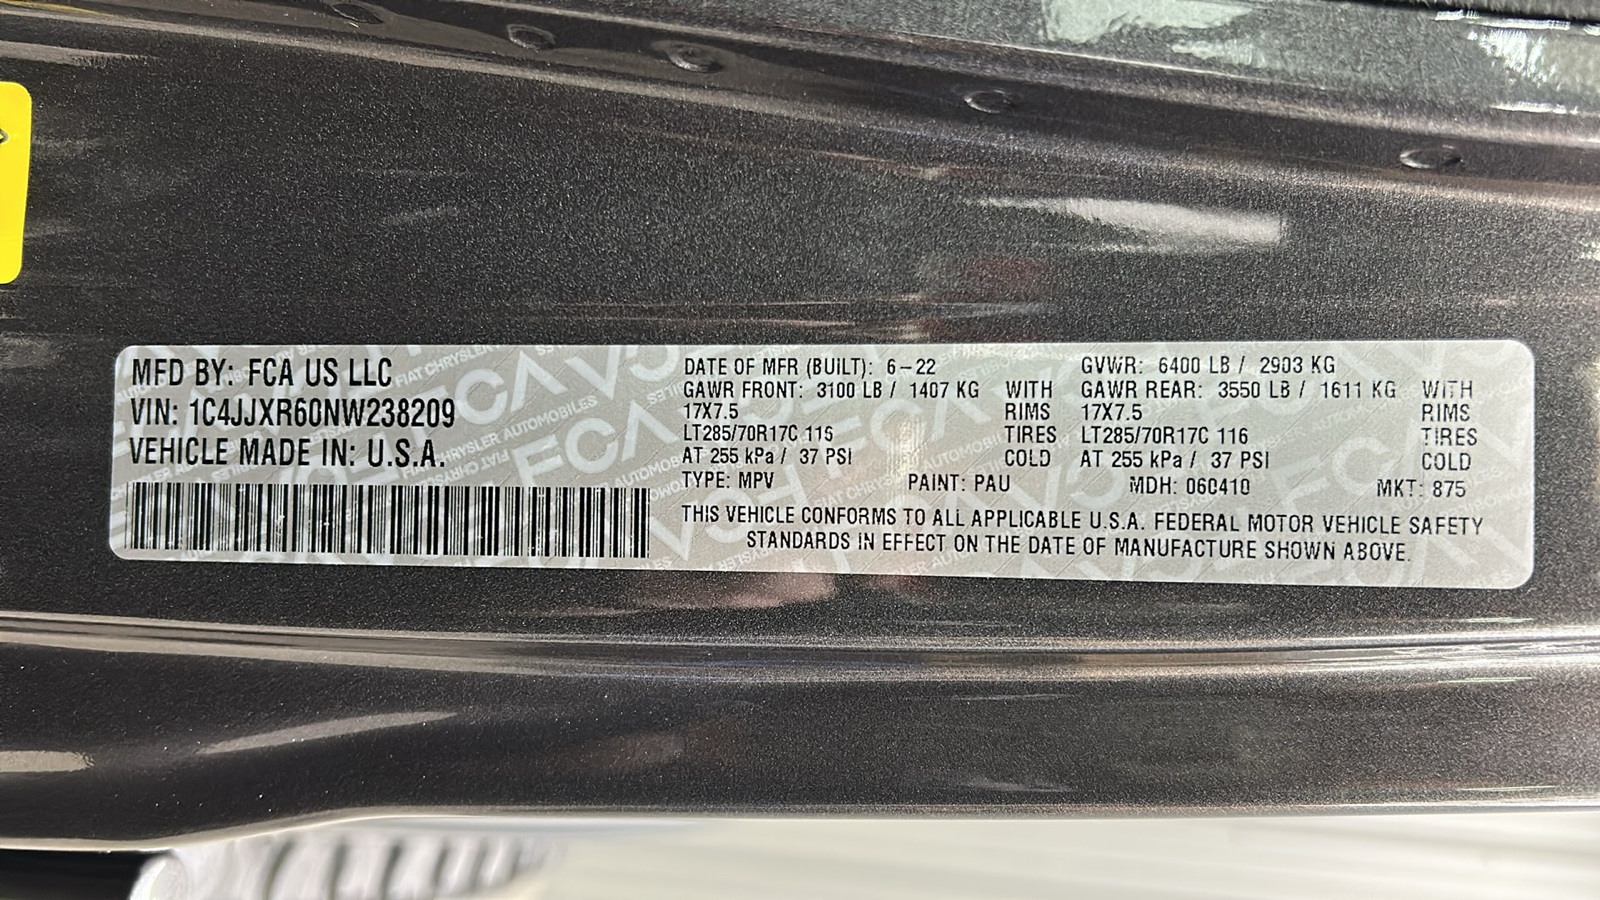 MFD BY: FCA US LLC
VIN: 1C4JJXR60NW238209
VEHICLE MADE IN: U.S.A.
DATE OF MFR (BUILT): 6-22 GVWR: 6400 LB / 2903 KG
GAWR FRONT: 3100 LB / 1407 KG WITH GAWR REAR: 3550 LB / 1611 KG WITH
17X7.5 RIMS 17X7.5 RIMS
LT285/70R17C 116 TIRES LT285/70R17C 116 TIRES
AT 255 kPa / 37 PSI COLD AT 255 kPa / 37 PSI COLD
TYPE: MPV PAINT: PAU MDH: 060410 MKT: 875
THIS VEHICLE CONFORMS TO ALL APPLICABLE U.S.A. FEDERAL MOTOR VEHICLE SAFETY
STANDARDS IN EFFECT ON THE DATE OF MANUFACTURE SHOWN ABOVE.